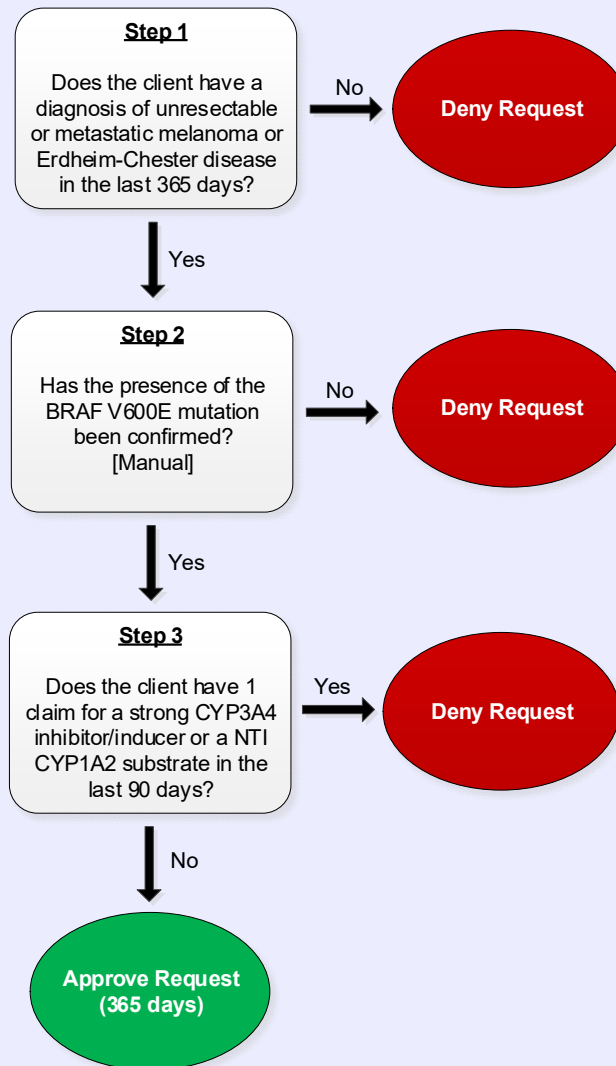 Step 1
Does the client have a
diagnosis of unresectable
or metastatic melanoma or
Erdheim-Chester disease
in the last 365 days?
No
Deny Request
Yes
Step 2
Has the presence of the
BRAF V600E mutation
been confirmed?
[Manual]
No
Deny Request
Yes
Step 3
Does the client have 1
claim for a strong CYP3A4
inhibitor/inducer or a NTI
CYP1A2 substrate in the
last 90 days?
Yes
Deny Request
No
Approve Request
(365 days)